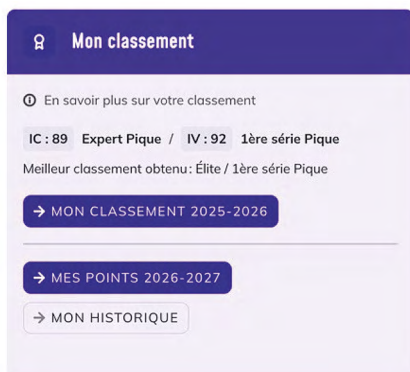 Mon classement
En savoir plus sur votre classement
IC : 89 Expert Pique / IV : 92 1ère série Pique
Meilleur classement obtenu : Élite / 1ère série Pique
→ MON CLASSEMENT 2025-2026
→ MES POINTS 2026-2027
→ MON HISTORIQUE